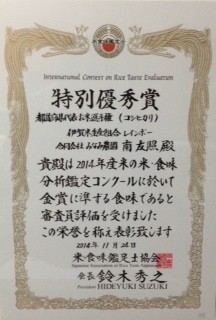 International Contest on Rice Taste Evaluation
特別優秀賞
都道府県代表お米選手権 (コシヒカリ)
伊賀米生産組合 レインボー
合同会社 みなみ農園 南友照 殿
貴殿は2014年度米の米・食味
分析鑑定コンクールに於いて
金賞に準する食味であると
審査員評価を受けました
この栄誉を称え表彰致します
2014年 11月 24日
米・食味鑑定士協会
Japanese Association of Rice Taste Appraisers
会長 鈴木秀之
President HIDEYUKI SUZUKI